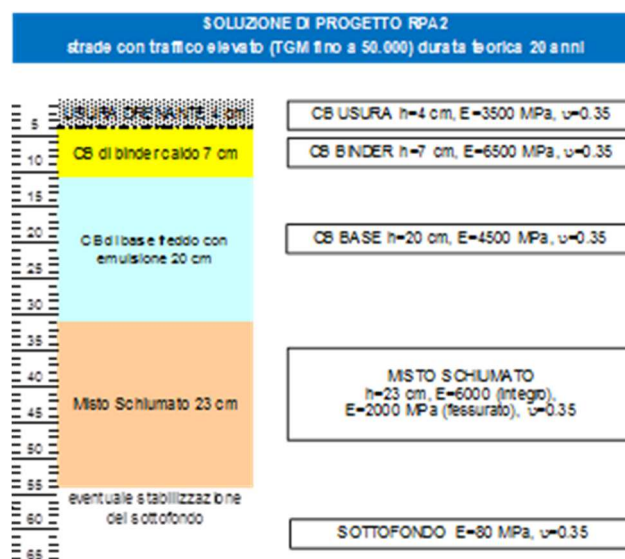 SOLUZIONE DI PROGETTO RPA2
strade con traffico elevato (TGM fino a 50.000) durata teorica 20 anni
USURA DRENANTE 4 cm
CB USURA h=4 cm, E=3500 MPa, υ=0.35
5
CB di binder caldo 7 cm
CB BINDER h=7 cm, E=6500 MPa, υ=0.35
10
15
20
CB di base freddo con
emulsione 20 cm
CB BASE h=20 cm, E=4500 MPa, υ=0.35
25
30
35
40
Misto Schiumato 23 cm
MISTO SCHIUMATO
h=23 cm, E=6000 (integro),
E=2000 MPa (fessurato), υ=0.35
45
50
55
eventuale stabilizzazione
del sottofondo
60
SOTTOFONDO E=80 MPa, υ=0.35
65